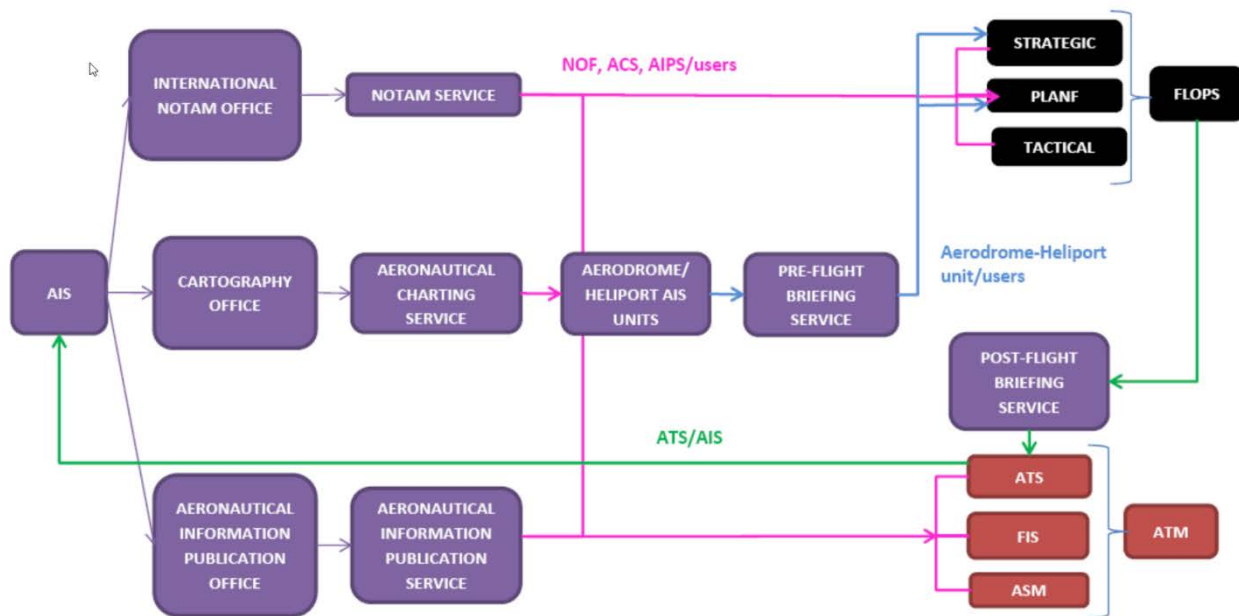 INTERNATIONAL
NOTAM OFFICE
NOTAM SERVICE
NOF, ACS, AIPS/users
STRATEGIC
PLANF
TACTICAL
FLOPS
AIS
CARTOGRAPHY
OFFICE
AERONAUTICAL
CHARTING
SERVICE
AERODROME/
HELIPORT AIS
UNITS
PRE-FLIGHT
BRIEFING
SERVICE
Aerodrome-Heliport
unit/users
POST-FLIGHT
BRIEFING
SERVICE
ATS/AIS
AERONAUTICAL
INFORMATION
PUBLICATION
OFFICE
AERONAUTICAL
INFORMATION
PUBLICATION
SERVICE
ATS
FIS
ASM
ATM